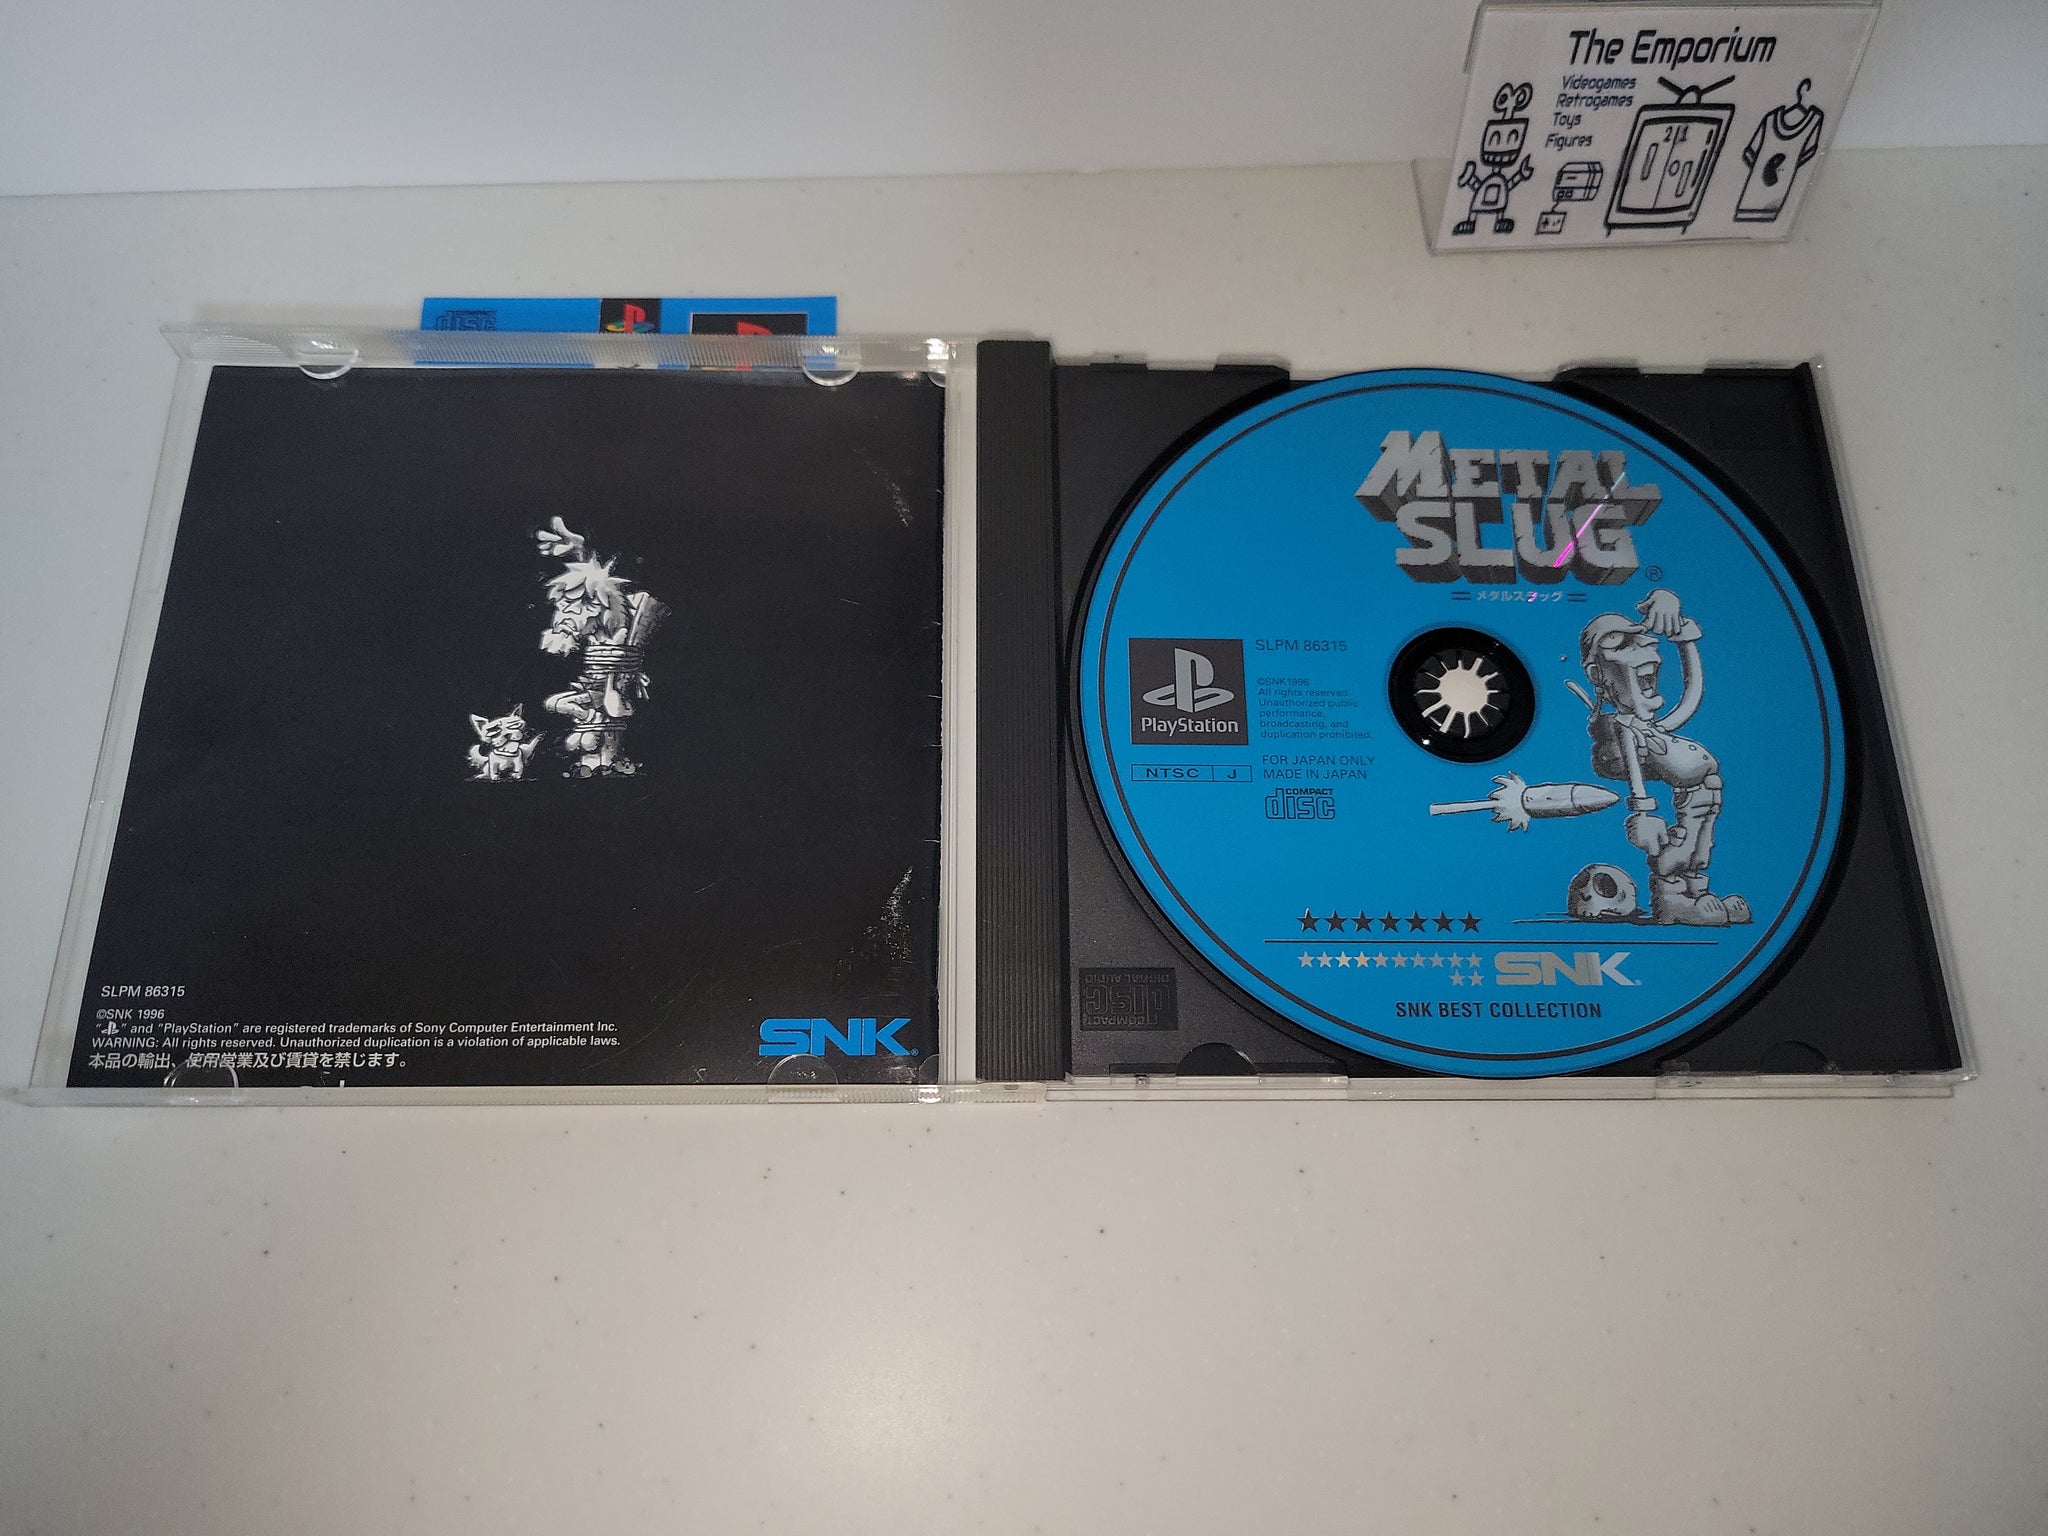 The Emporium
Videogames
Retrogames
Toys
Figures
21
COMPACT
disc
SLPM 86315
©SNK 1996
" " and "PlayStation" are registered trademarks of Sony Computer Entertainment Inc.
WARNING: All rights reserved. Unauthorized duplication is a violation of applicable laws.
本品の輸出、使用営業及び賃貸を禁じます。
SNK®
METAL
SLUG®
メタルスラッグ
PlayStation
SLPM 86315
©SNK1996
All rights reserved.
Unauthorized public
performance,
broadcasting, and
duplication prohibited.
NTSC J
FOR JAPAN ONLY
MADE IN JAPAN
COMPACT
disc
★★★★★★★
★★★★★★★★★★
★★ SNK®
SNK BEST COLLECTION
COMPACT
disc
DIGITAL AUDIO